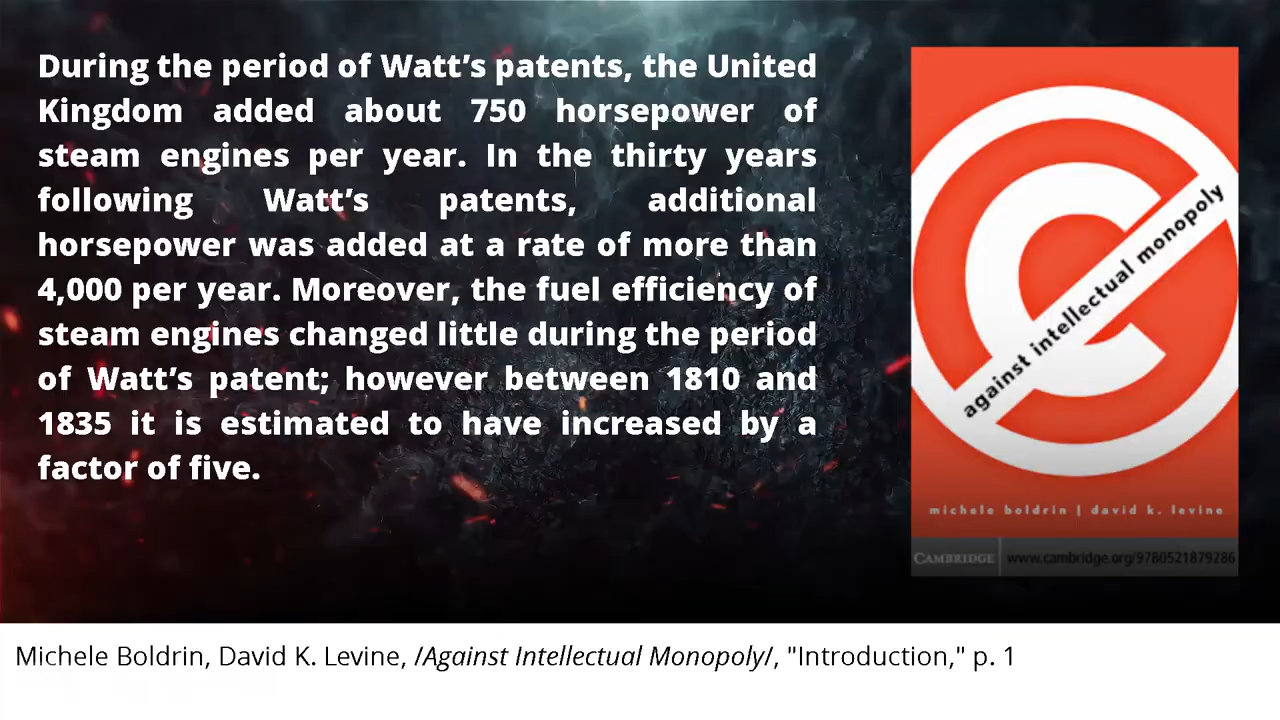 During the period of Watt’s patents, the United
Kingdom added about 750 horsepower of
steam engines per year. In the thirty years
following Watt’s patents, additional
horsepower was added at a rate of more than
4,000 per year. Moreover, the fuel efficiency of
steam engines changed little during the period
of Watt’s patent; however between 1810 and
1835 it is estimated to have increased by a
factor of five.
against intellectual monopoly
michele boldrin | david k. levine
CAMBRIDGE www.cambridge.org/9780521879286
Michele Boldrin, David K. Levine, /Against Intellectual Monopoly/, "Introduction," p. 1